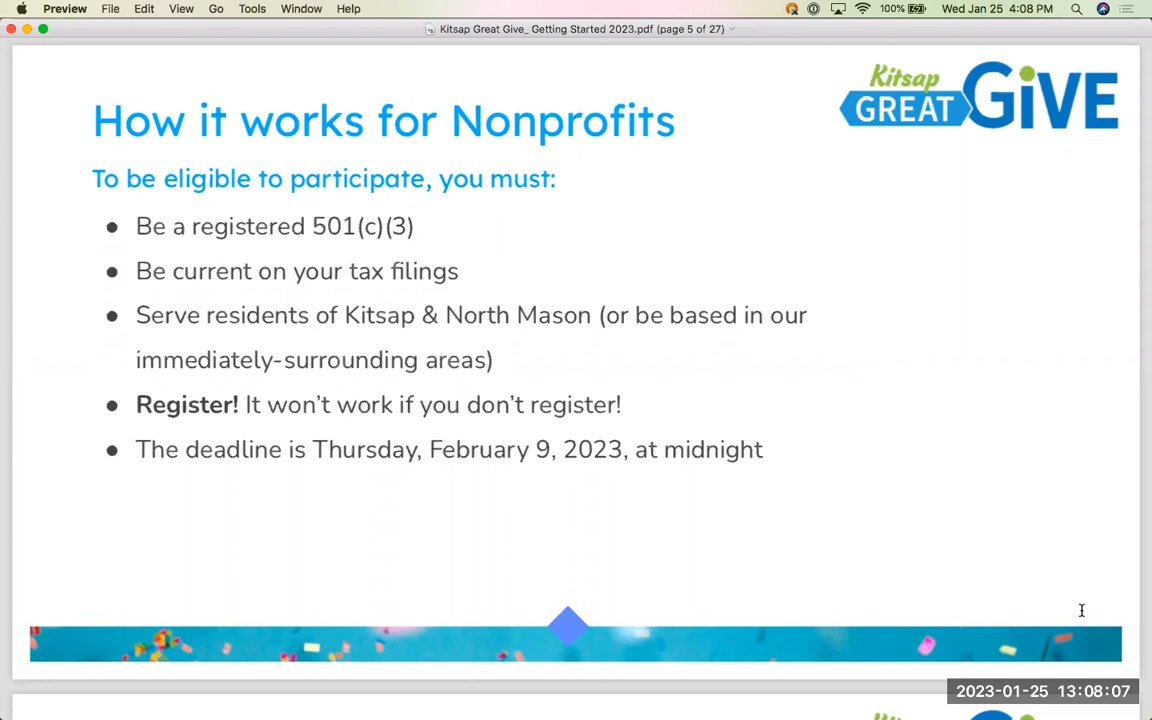 Preview File Edit View Go Tools Window Help 100% Wed Jan 25 4:08 PM
Kitsap Great Give_ Getting Started 2023.pdf (page 5 of 27)
Kitsap
GREAT GiVE
How it works for Nonprofits
To be eligible to participate, you must:
● Be a registered 501(c)(3)
● Be current on your tax filings
● Serve residents of Kitsap & North Mason (or be based in our
immediately-surrounding areas)
● Register! It won’t work if you don’t register!
● The deadline is Thursday, February 9, 2023, at midnight
2023-01-25 13:08:07